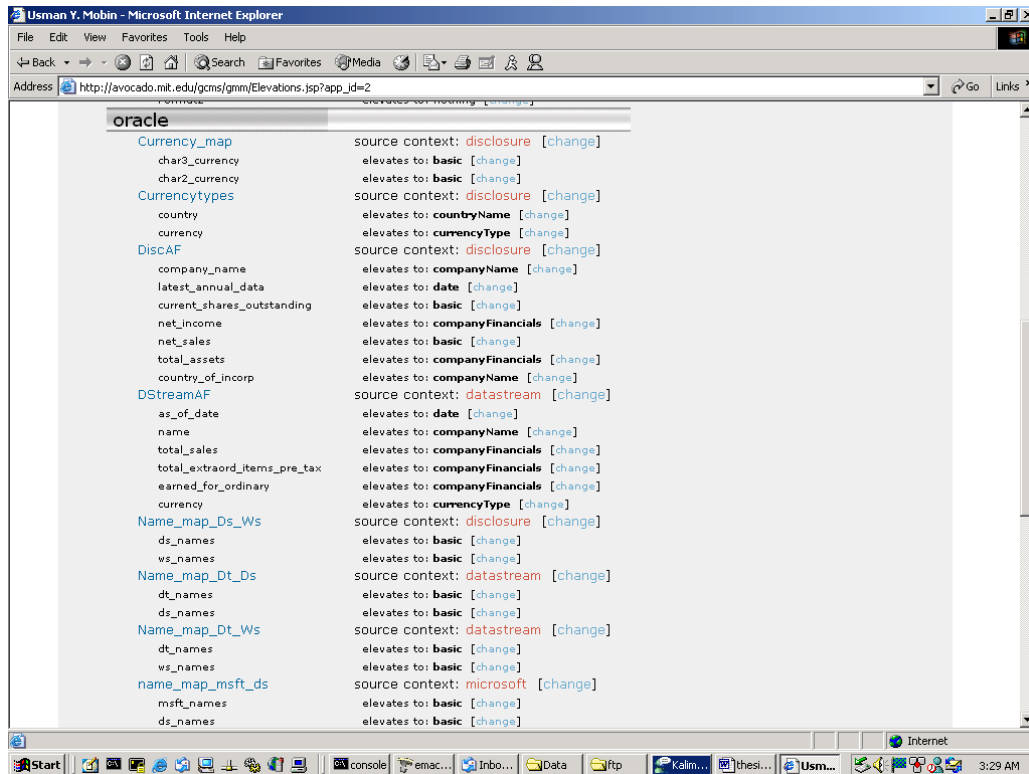 Usman Y. Mobin - Microsoft Internet Explorer
File Edit View Favorites Tools Help
Back Search Favorites Media
Address http://avocado.mit.edu/gcms/gmm/Elevations.jsp?app_id=2 Go Links
oracle
Currency_map source context: disclosure [change]
char3_currency elevates to: basic [change]
char2_currency elevates to: basic [change]
Currencytypes source context: disclosure [change]
country elevates to: countryName [change]
currency elevates to: currencyType [change]
DiscAF source context: disclosure [change]
company_name elevates to: companyName [change]
latest_annual_data elevates to: date [change]
current_shares_outstanding elevates to: basic [change]
net_income elevates to: companyFinancials [change]
net_sales elevates to: basic [change]
total_assets elevates to: companyFinancials [change]
country_of_incorp elevates to: companyName [change]
DStreamAF source context: datastream [change]
as_of_date elevates to: date [change]
name elevates to: companyName [change]
total_sales elevates to: companyFinancials [change]
total_extraord_items_pre_tax elevates to: companyFinancials [change]
earned_for_ordinary elevates to: companyFinancials [change]
currency elevates to: currencyType [change]
Name_map_Ds_Ws source context: disclosure [change]
ds_names elevates to: basic [change]
ws_names elevates to: basic [change]
Name_map_Dt_Ds source context: datastream [change]
dt_names elevates to: basic [change]
ds_names elevates to: basic [change]
Name_map_Dt_Ws source context: datastream [change]
dt_names elevates to: basic [change]
ws_names elevates to: basic [change]
name_map_msft_ds source context: microsoft [change]
msft_names elevates to: basic [change]
ds_names elevates to: basic [change]
Internet
Start console emac... Inbo... Data ftp Kalim... thesi... Usm... 3:29 AM